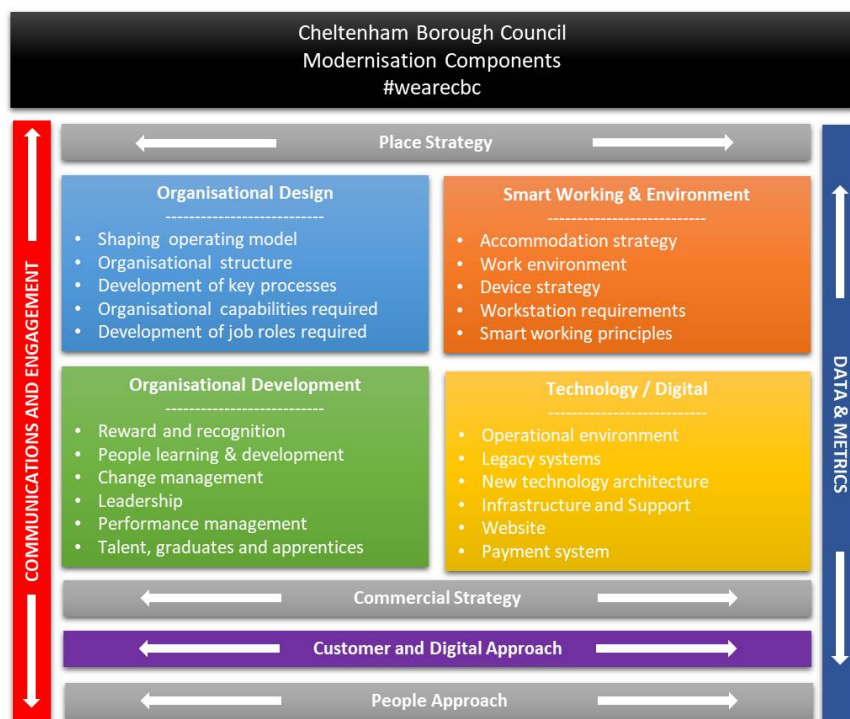 Cheltenham Borough Council
Modernisation Components
#wearecbc
COMMUNICATIONS AND ENGAGEMENT
Place Strategy
Organisational Design
---------------------------
• Shaping operating model
• Organisational structure
• Development of key processes
• Organisational capabilities required
• Development of job roles required
Smart Working & Environment
---------------------------
• Accommodation strategy
• Work environment
• Device strategy
• Workstation requirements
• Smart working principles
Organisational Development
---------------------------
• Reward and recognition
• People learning & development
• Change management
• Leadership
• Performance management
• Talent, graduates and apprentices
Technology / Digital
---------------------------
• Operational environment
• Legacy systems
• New technology architecture
• Infrastructure and Support
• Website
• Payment system
Commercial Strategy
Customer and Digital Approach
People Approach
DATA & METRICS